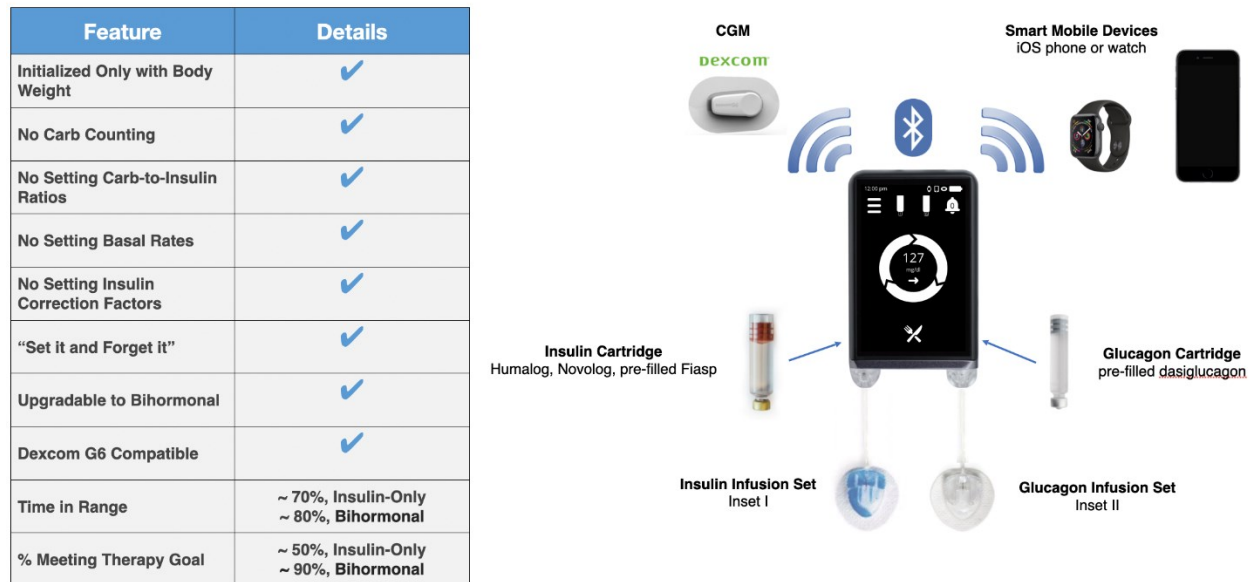 Feature Details
Initialized Only with Body
Weight
✔
No Carb Counting ✔
No Setting Carb-to-Insulin
Ratios
✔
No Setting Basal Rates ✔
No Setting Insulin
Correction Factors
✔
“Set it and Forget it” ✔
Upgradable to Bihormonal ✔
Dexcom G6 Compatible ✔
Time in Range
~ 70%, Insulin-Only
~ 80%, Bihormonal
% Meeting Therapy Goal
~ 50%, Insulin-Only
~ 90%, Bihormonal
CGM
Dexcom
Smart Mobile Devices
iOS phone or watch
12:00 pm
127
mg/dl
Insulin Cartridge
Humalog, Novolog, pre-filled Fiasp
Glucagon Cartridge
pre-filled dasiglucagon
Insulin Infusion Set
Inset I
Glucagon Infusion Set
Inset II